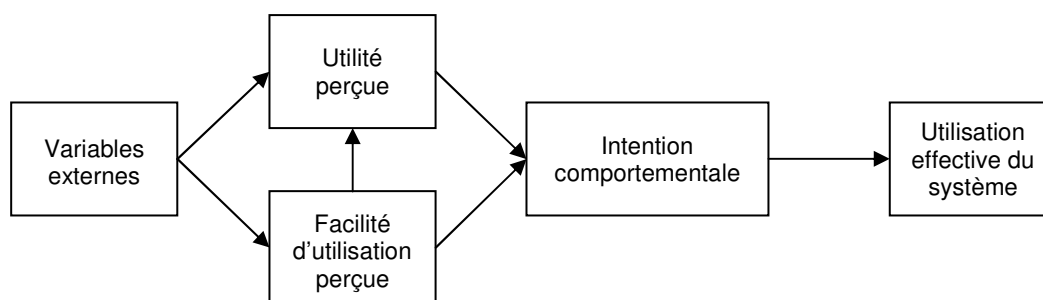 Utilité
perçue
Variables
externes
Intention
comportementale
Utilisation
effective du
système
Facilité
d'utilisation
perçue